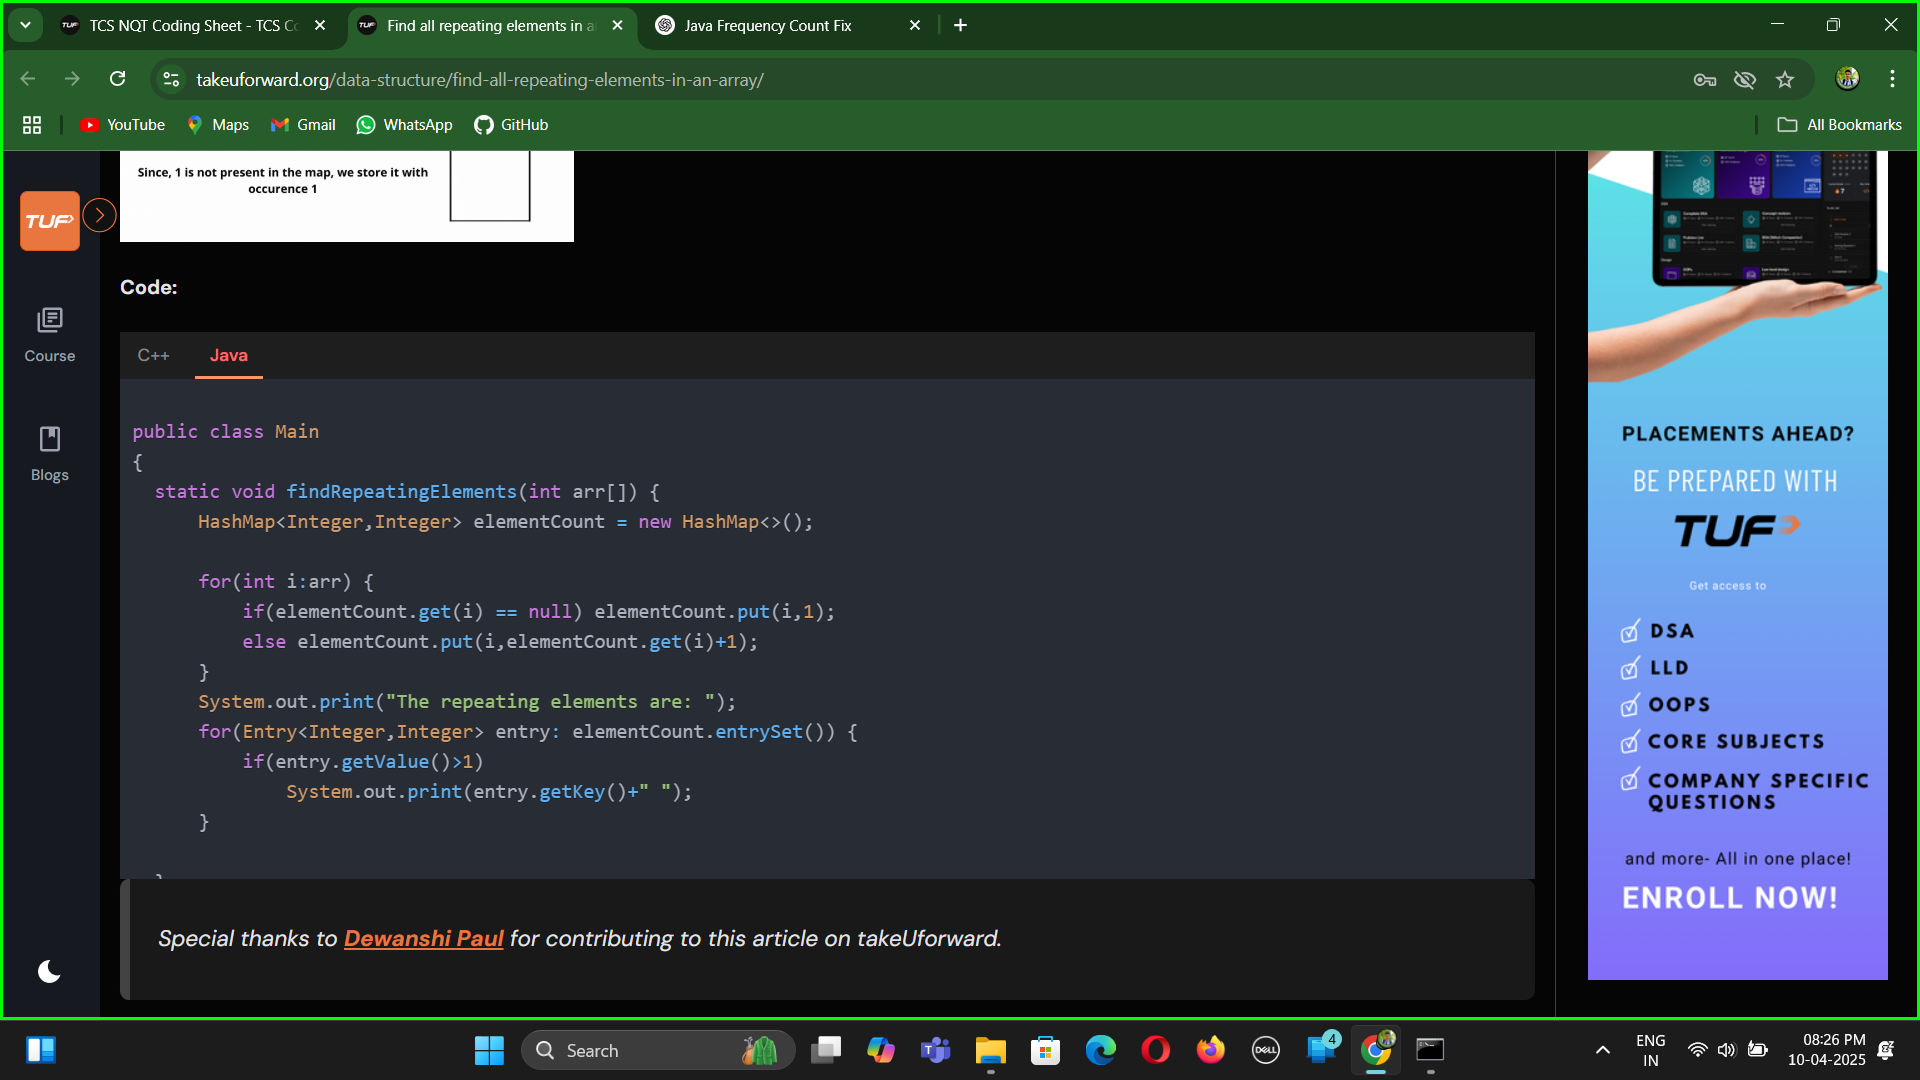 TCS NQT Coding Sheet - TCS Co
Find all repeating elements in a
Java Frequency Count Fix
takeuforward.org/data-structure/find-all-repeating-elements-in-an-array/
YouTube
Maps
Gmail
WhatsApp
GitHub
All Bookmarks
TUF
Course
Blogs
Since, 1 is not present in the map, we store it with
occurence 1
Code:
C++
Java
public class Main
{
static void findRepeatingElements(int arr[]) {
HashMap<Integer,Integer> elementCount = new HashMap<>();
for(int i:arr) {
if(elementCount.get(i) == null) elementCount.put(i,1);
else elementCount.put(i,elementCount.get(i)+1);
}
System.out.print("The repeating elements are: ");
for(Entry<Integer,Integer> entry: elementCount.entrySet()) {
if(entry.getValue()>1)
System.out.print(entry.getKey()+" ");
}
Special thanks to Dewanshi Paul for contributing to this article on takeUforward.
PLACEMENTS AHEAD?
BE PREPARED WITH
TUF
Get access to
DSA
LLD
OOPS
CORE SUBJECTS
COMPANY SPECIFIC
QUESTIONS
and more- All in one place!
ENROLL NOW!
Search
DELL
4
ENG
IN
08:26 PM
10-04-2025